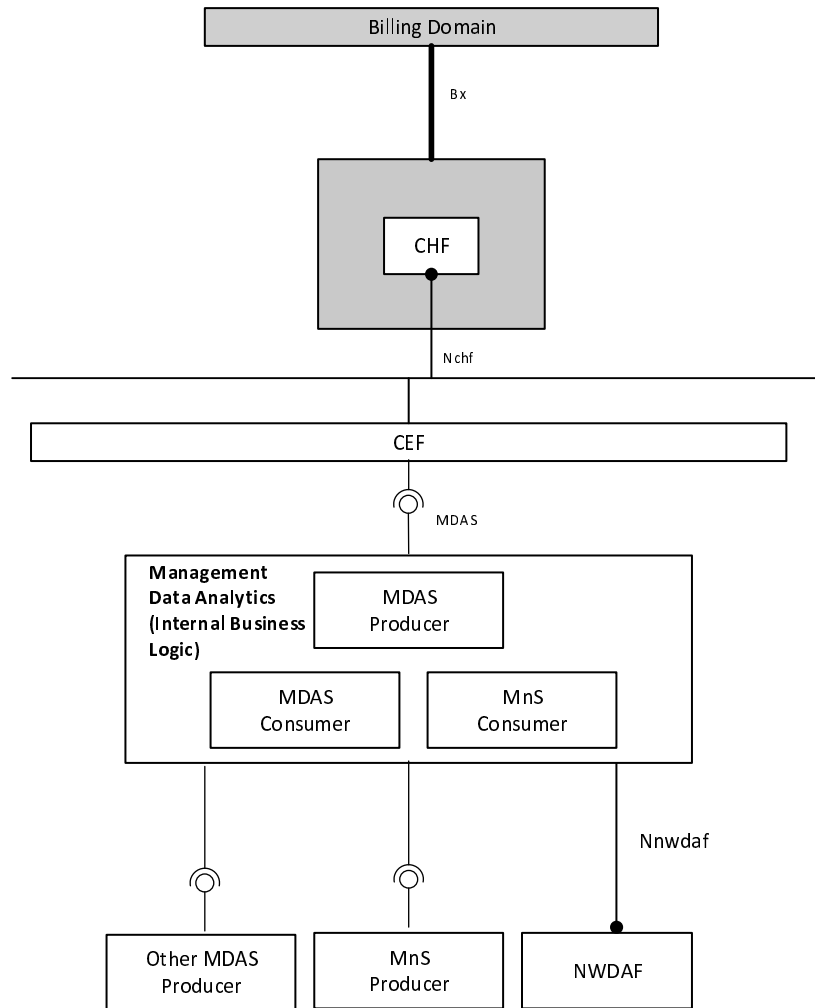 Billing Domain
Bx
CHF
Nchf
CEF
MDAS
Management
Data Analytics
(Internal Business
Logic)
MDAS
Producer
MDAS
Consumer
MnS
Consumer
Nnwdaf
Other MDAS
Producer
MnS
Producer
NWDAF